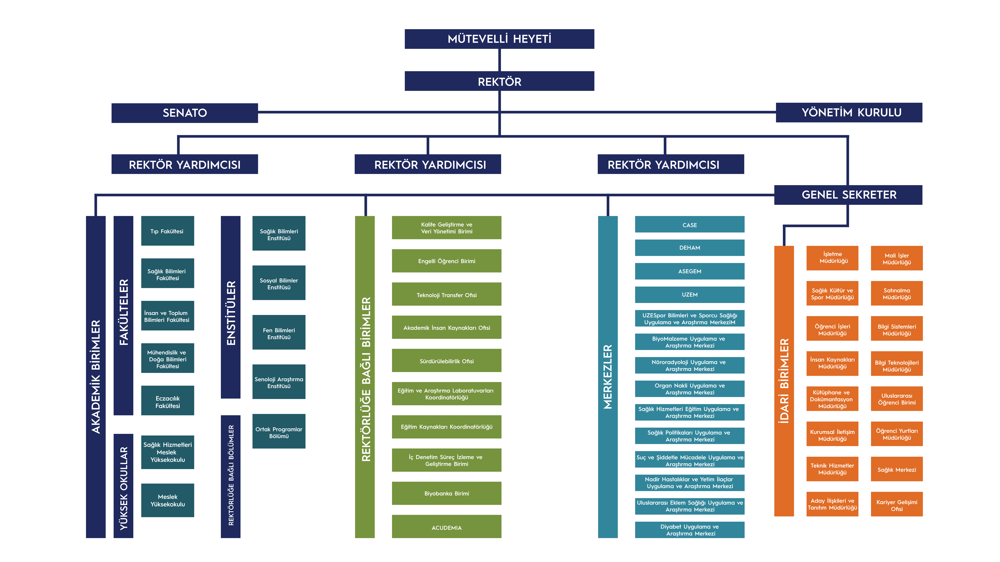 MÜTEVELLİ HEYETİ
REKTÖR
SENATO
YÖNETİM KURULU
REKTÖR YARDIMCISI
REKTÖR YARDIMCISI
REKTÖR YARDIMCISI
GENEL SEKRETER
AKADEMİK BİRİMLER
FAKÜLTELER
Tıp Fakültesi
Sağlık Bilimleri
Fakültesi
İnsan ve Toplum
Bilimleri Fakültesi
Mühendislik ve
Doğa Bilimleri
Fakültesi
Eczacılık
Fakültesi
YÜKSEK OKULLAR
Sağlık Hizmetleri
Meslek
Yüksekokulu
Meslek
Yüksekokulu
ENSTİTÜLER
Sağlık Bilimleri
Enstitüsü
Sosyal Bilimler
Enstitüsü
Fen Bilimleri
Enstitüsü
Senoloji Araştırma
Enstitüsü
REKTÖRLÜĞE BAĞLI BÖLÜMLER
Ortak Programlar
Bölümü
REKTÖRLÜĞE BAĞLI BİRİMLER
Kalite Geliştirme ve
Veri Yönetimi Birimi
Engelli Öğrenci Birimi
Teknoloji Transfer Ofisi
Akademik İnsan Kaynakları Ofisi
Sürdürülebilirlik Ofisi
Eğitim ve Araştırma Laboratuvarları
Koordinatörlüğü
Eğitim Kaynakları Koordinatörlüğü
İç Denetim Süreç İzleme ve
Geliştirme Birimi
Biyobanka Birimi
ACUDEMIA
MERKEZLER
CASE
DEHAM
ASEGEM
UZEM
UZESpor Bilimleri ve Sporcu Sağlığı
Uygulama ve Araştırma MerkeziM
BiyoMalzeme Uygulama ve
Araştırma Merkezi
Nöroradyoloji Uygulama ve
Araştırma Merkezi
Organ Nakli Uygulama ve
Araştırma Merkezi
Sağlık Hizmetleri Eğitim Uygulama ve
Araştırma Merkezi
Sağlık Politikaları Uygulama ve
Araştırma Merkezi
Suç ve Şiddetle Mücadele Uygulama ve
Araştırma Merkezi
Nadir Hastalıklar ve Yetim İlaçlar
Uygulama ve Araştırma Merkezi
Uluslararası Eklem Sağlığı Uygulama ve
Araştırma Merkezi
Diyabet Uygulama ve
Araştırma Merkezi
İDARİ BİRİMLER
İşletme
Müdürlüğü
Sağlık Kültür ve
Spor Müdürlüğü
Öğrenci İşleri
Müdürlüğü
İnsan Kaynakları
Müdürlüğü
Kütüphane ve
Dokümantasyon
Müdürlüğü
Kurumsal İletişim
Müdürlüğü
Teknik Hizmetler
Müdürlüğü
Aday İlişkileri ve
Tanıtım Müdürlüğü
Mali İşler
Müdürlüğü
Satınalma
Müdürlüğü
Bilgi Sistemleri
Müdürlüğü
Bilgi Teknolojileri
Müdürlüğü
Uluslararası
Öğrenci Birimi
Öğrenci Yurtları
Müdürlüğü
Sağlık Merkezi
Kariyer Gelişimi
Ofisi